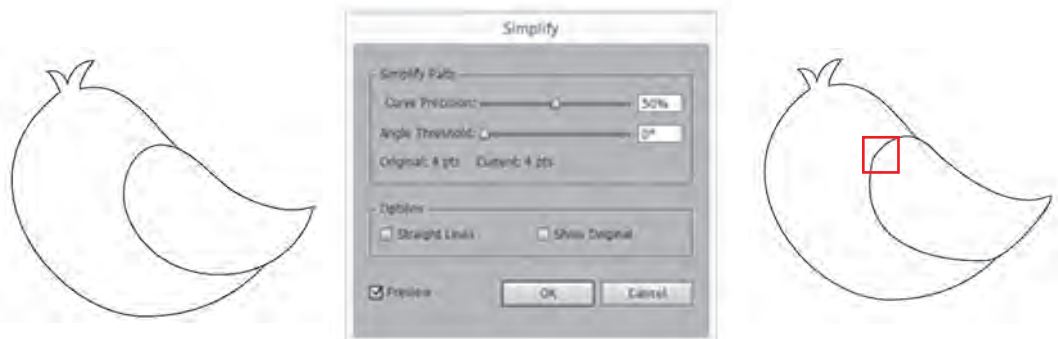 Simplify
Simplify Path
Curve Precision: 50%
Angle Threshold: 0°
Original: 4 pts Current: 4 pts
Options
Straight Lines Show Original
Preview OK Cancel